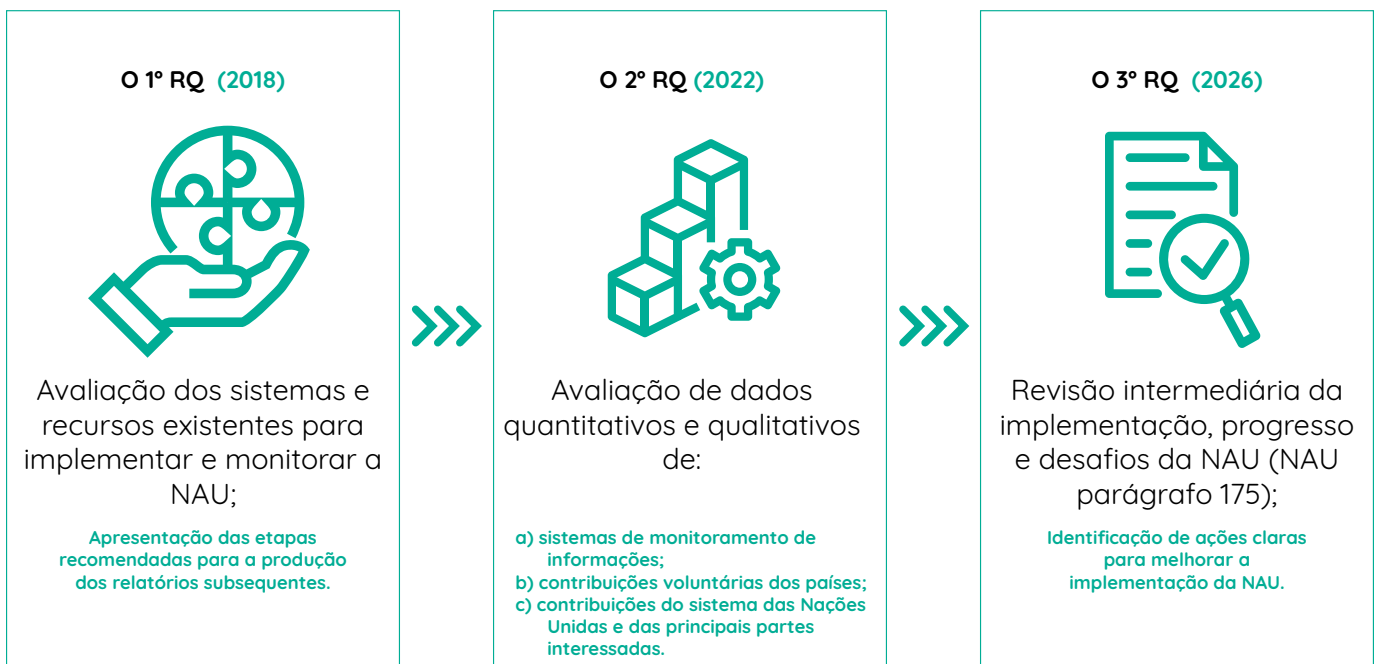 O 1º RQ (2018)
Avaliação dos sistemas e
recursos existentes para
implementar e monitorar a
NAU;
Apresentação das etapas
recomendadas para a produção
dos relatórios subsequentes.
O 2º RQ (2022)
Avaliação de dados
quantitativos e qualitativos
de:
a) sistemas de monitoramento de
informações;
b) contribuições voluntárias dos países;
c) contribuições do sistema das Nações
Unidas e das principais partes
interessadas.
O 3º RQ (2026)
Revisão intermediária da
implementação, progresso
e desafios da NAU (NAU
parágrafo 175);
Identificação de ações claras
para melhorar a
implementação da NAU.